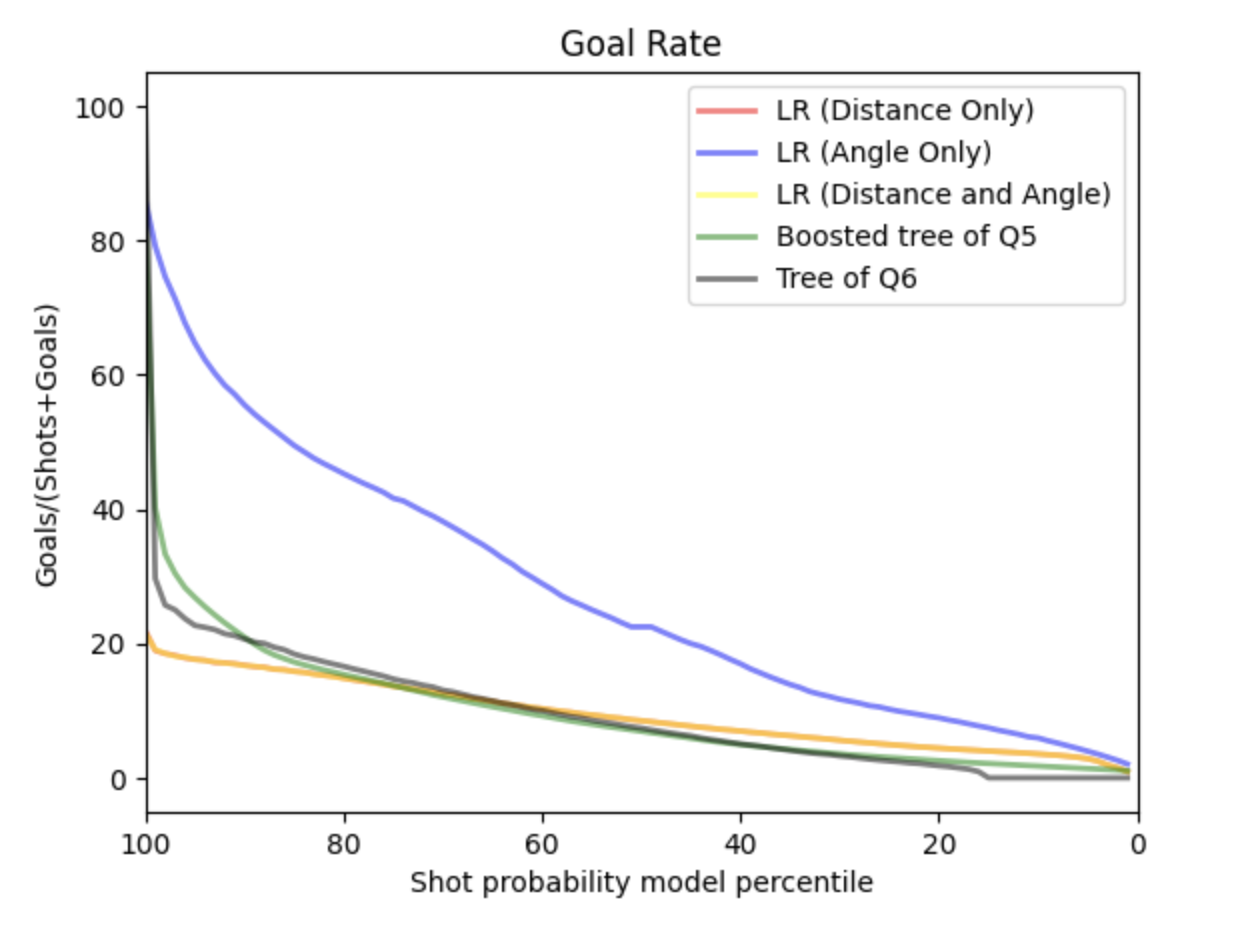 Goal Rate
LR (Distance Only)
LR (Angle Only)
LR (Distance and Angle)
Boosted tree of Q5
Tree of Q6
Goals/(Shots+Goals)
100
80
60
40
20
0
100 80 60 40 20 0
Shot probability model percentile